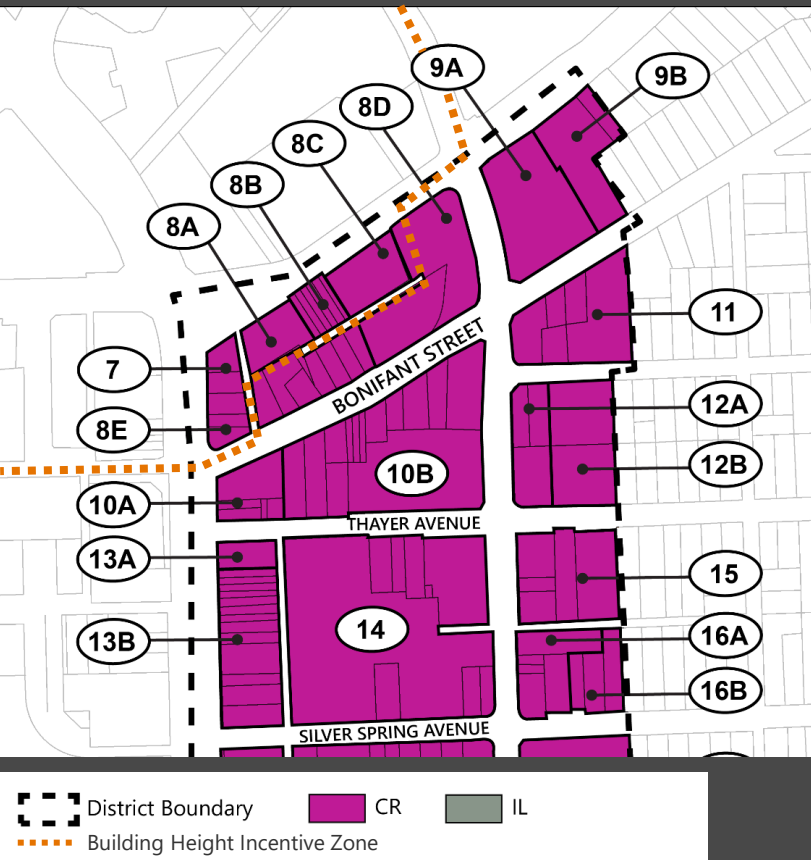 9A
9B
8D
8C
8B
8A
11
7
12A
8E
BONIFANT STREET
12B
10B
10A
THAYER AVENUE
13A
15
14
16A
13B
16B
SILVER SPRING AVENUE
District Boundary
CR
IL
Building Height Incentive Zone